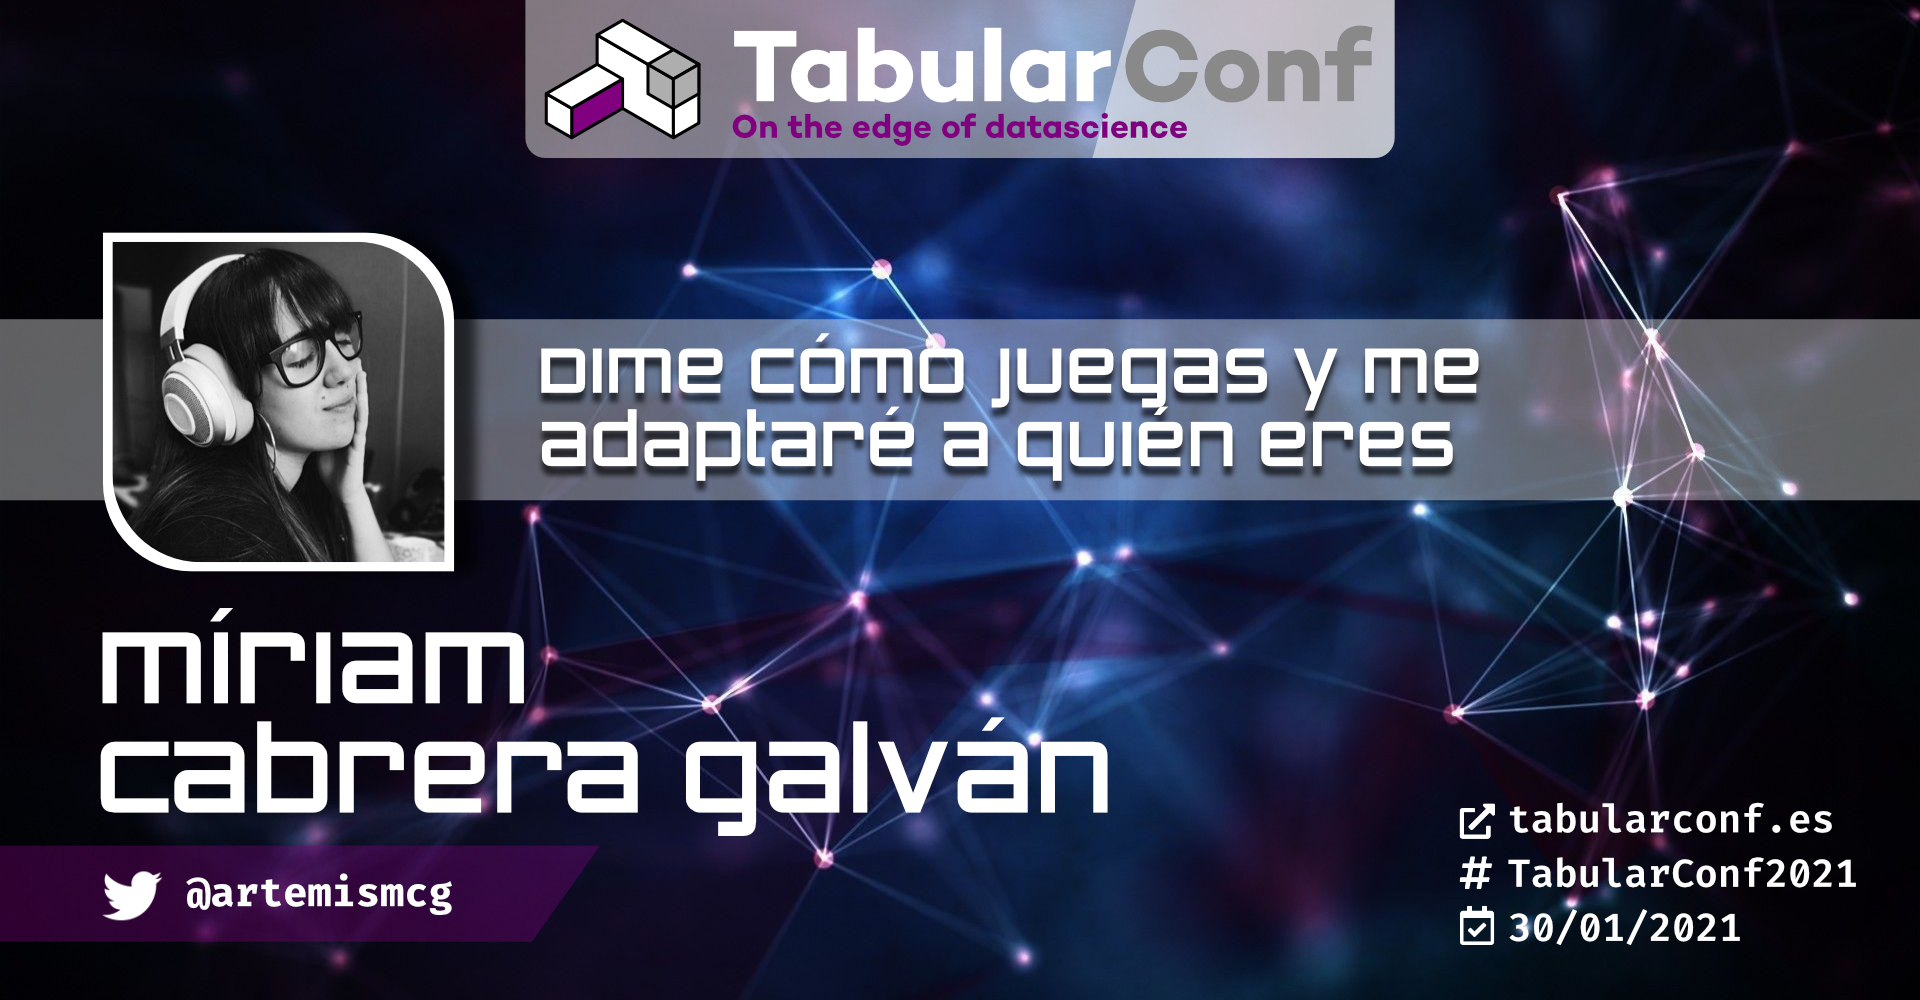 TabularConf
On the edge of datascience
Dime cómo juegas y me
adaptaré a quién eres
Míriam
Cabrera Galván
@artemismcg
tabularconf.es
# TabularConf2021
30/01/2021